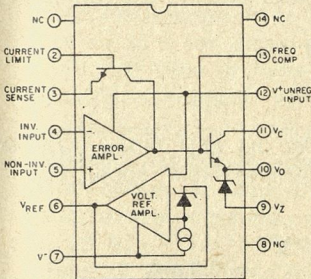 NC 1
14 NC
CURRENT
LIMIT
2
13 FREQ
COMP
CURRENT
SENSE
3
12 V+ UNREG
INPUT
INV.
INPUT
4
-
ERROR
AMPL.
11 VC
NON-INV.
INPUT
5
+
10 VO
VREF 6
VOLT.
REF.
AMPL.
9 VZ
V- 7
8 NC